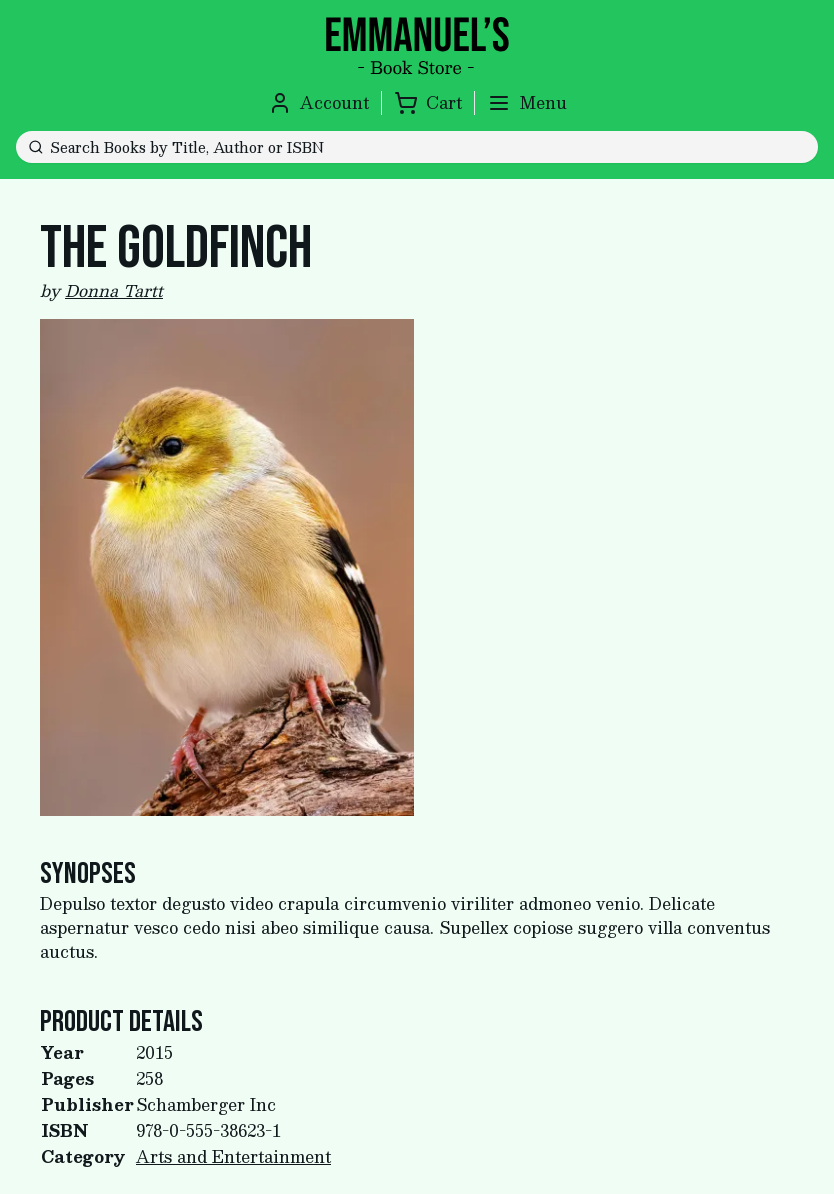 EMMANUEL'S
- Book Store -
Account Cart Menu
Search Books by Title, Author or ISBN
THE GOLDFINCH
by Donna Tartt
SYNOPSES
Depulso textor degusto video crapula circumvenio viriliter admoneo venio. Delicate
aspernatur vesco cedo nisi abeo similique causa. Supellex copiose suggero villa conventus
auctus.
PRODUCT DETAILS
Year 2015
Pages 258
Publisher Schamberger Inc
ISBN 978-0-555-38623-1
Category Arts and Entertainment